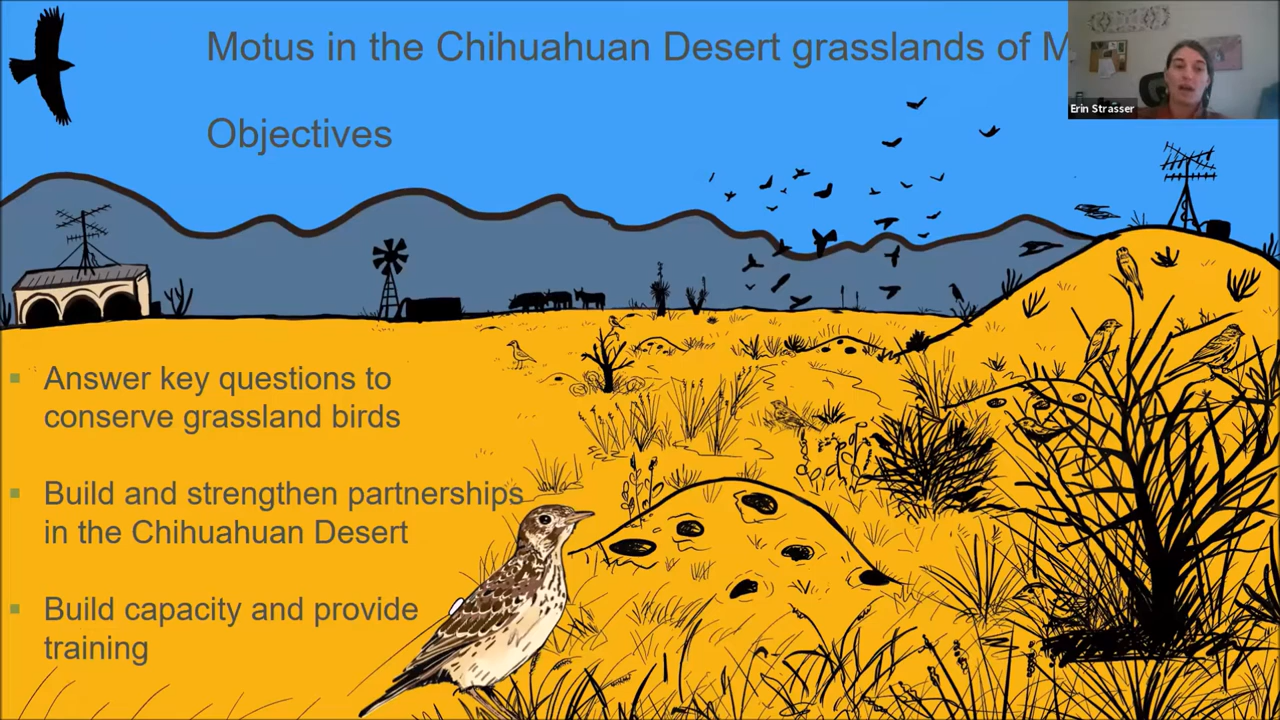 Motus in the Chihuahuan Desert grasslands of M
Erin Strasser
Objectives
Answer key questions to
conserve grassland birds
Build and strengthen partnerships
in the Chihuahuan Desert
Build capacity and provide
training